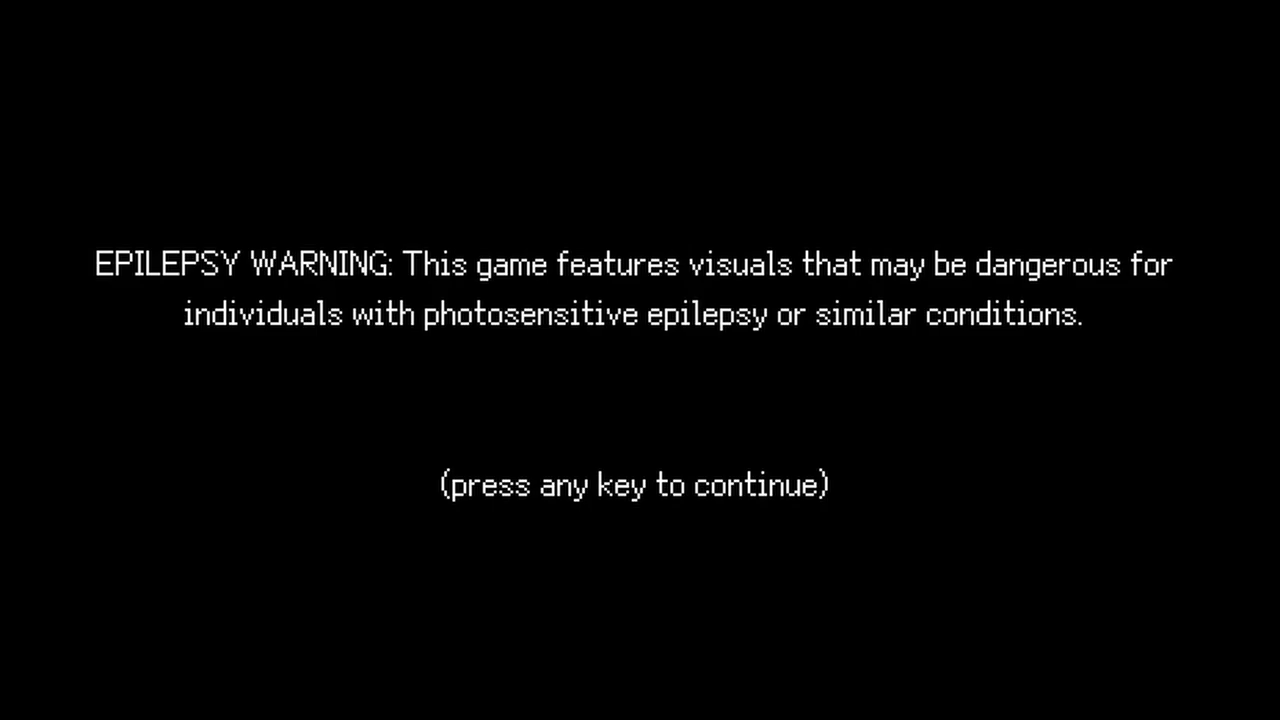 EPILEPSY WARNING: This game features visuals that may be dangerous for
individuals with photosensitive epilepsy or similar conditions.
(press any key to continue)